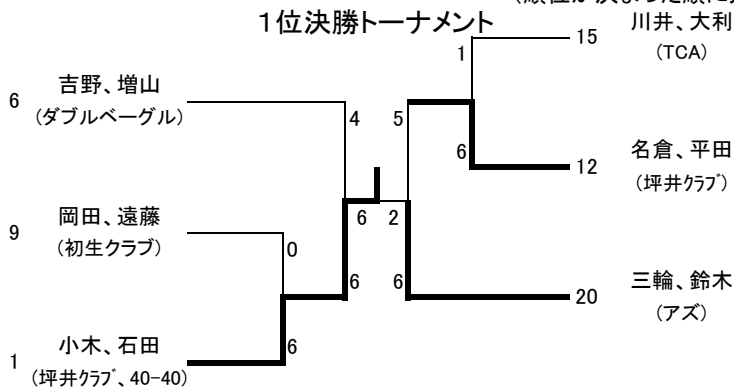 1位決勝トーナメント
川井、大利
15
(TCA)
1
吉野、増山
6
(ダブルベーグル)
4
5
6
12
名倉、平田
(坪井クラブ)
6
2
岡田、遠藤
9
(初生クラブ)
0
6
6
20
三輪、鈴木
(アズ)
小木、石田
6
1
(坪井クラブ、40-40)